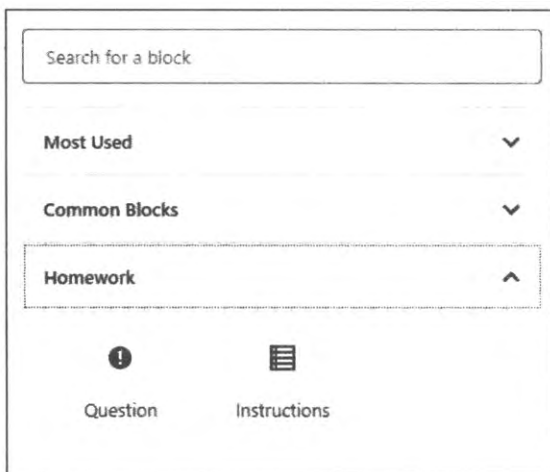 Search for a block
Most Used
Common Blocks
Homework
Question Instructions